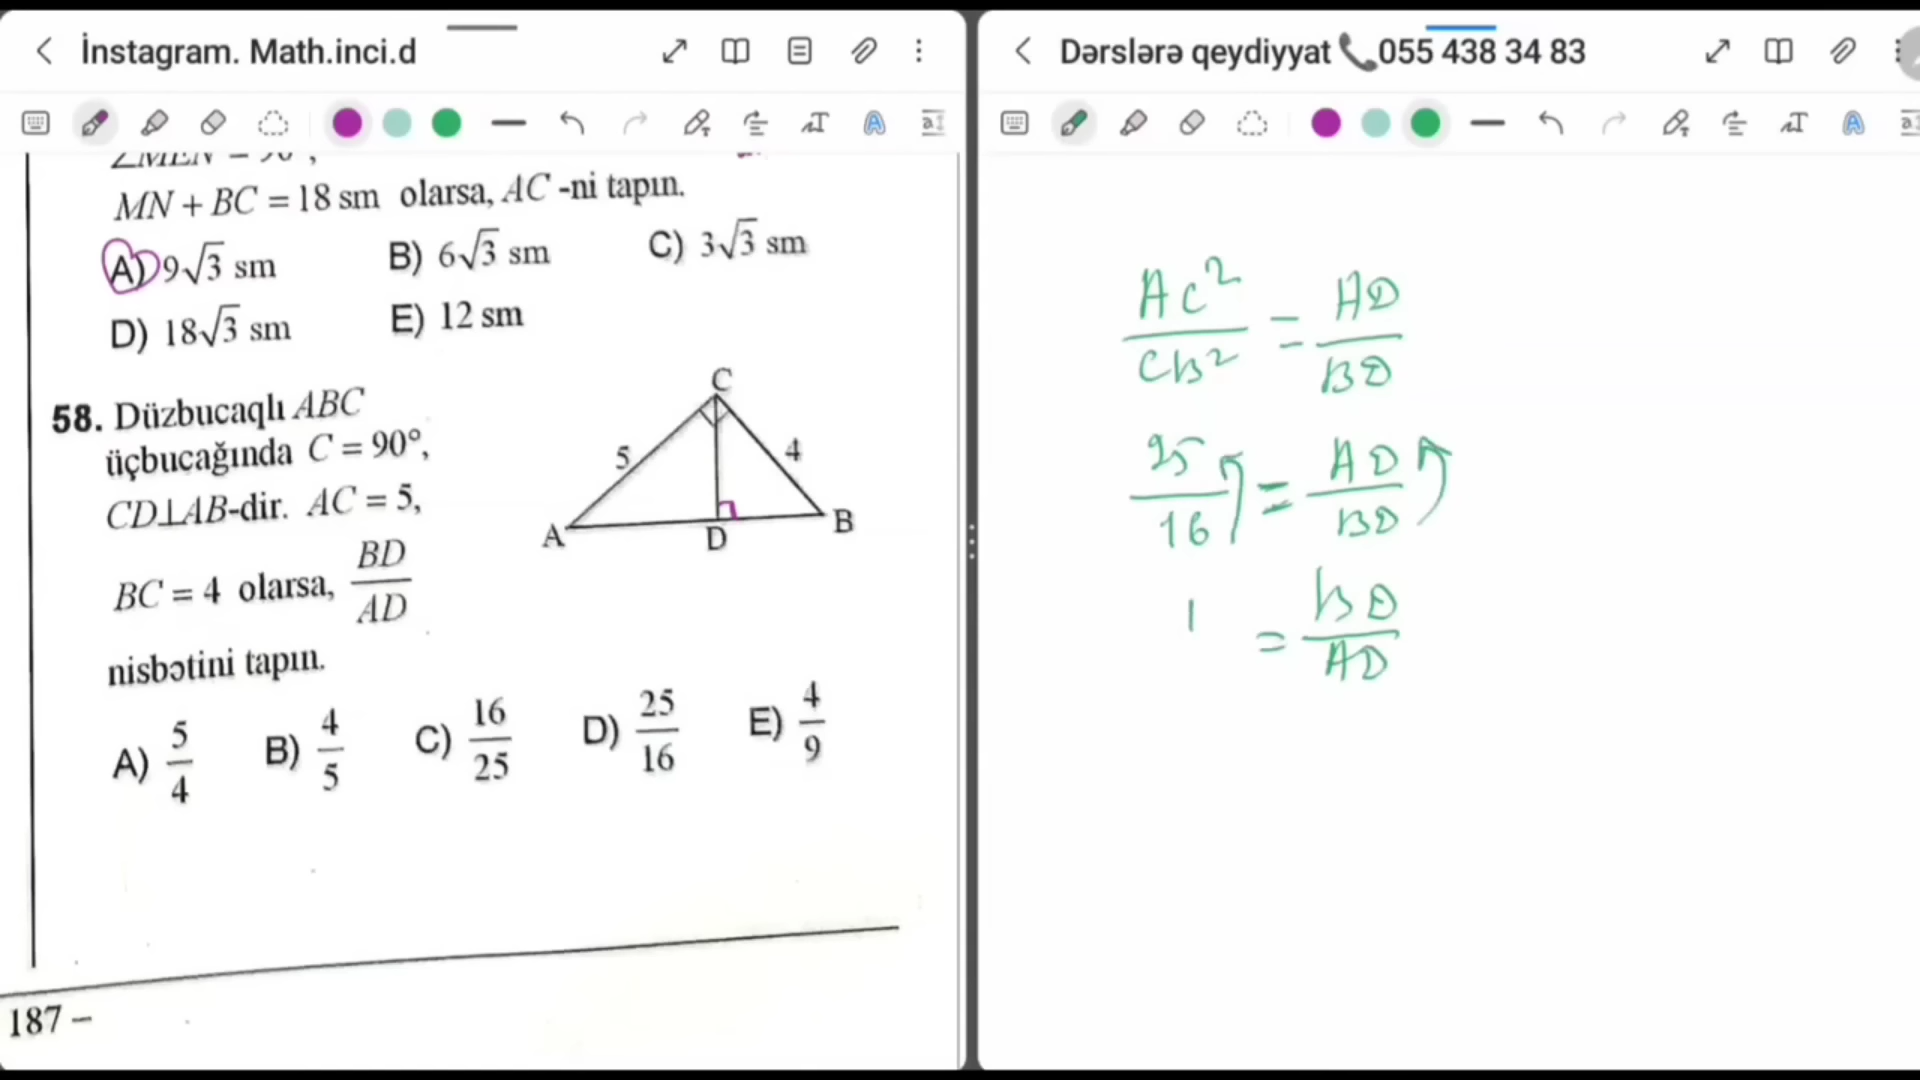 İnstagram. Math.inci.d
MN + BC = 18 sm olarsa, AC -ni tapın.
A) 9√3 sm B) 6√3 sm C) 3√3 sm
D) 18√3 sm E) 12 sm
58. Düzbucaqlı ABC
üçbucağında C = 90°,
CD⊥AB-dir. AC = 5,
BC = 4 olarsa, BD/AD
nisbətini tapın.
C
5
4
A
D
B
A) 5/4 B) 4/5 C) 16/25 D) 25/16 E) 4/9
187 –
Dərslərə qeydiyyat 📞055 438 34 83
AC²/CB² = AD/BD
25/16 = AD/BD
1 = BD/AD